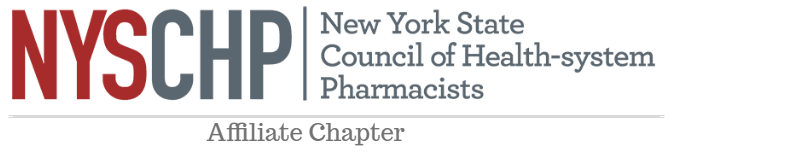 NYSCHP
New York State
Council of Health-system
Pharmacists
Affiliate Chapter